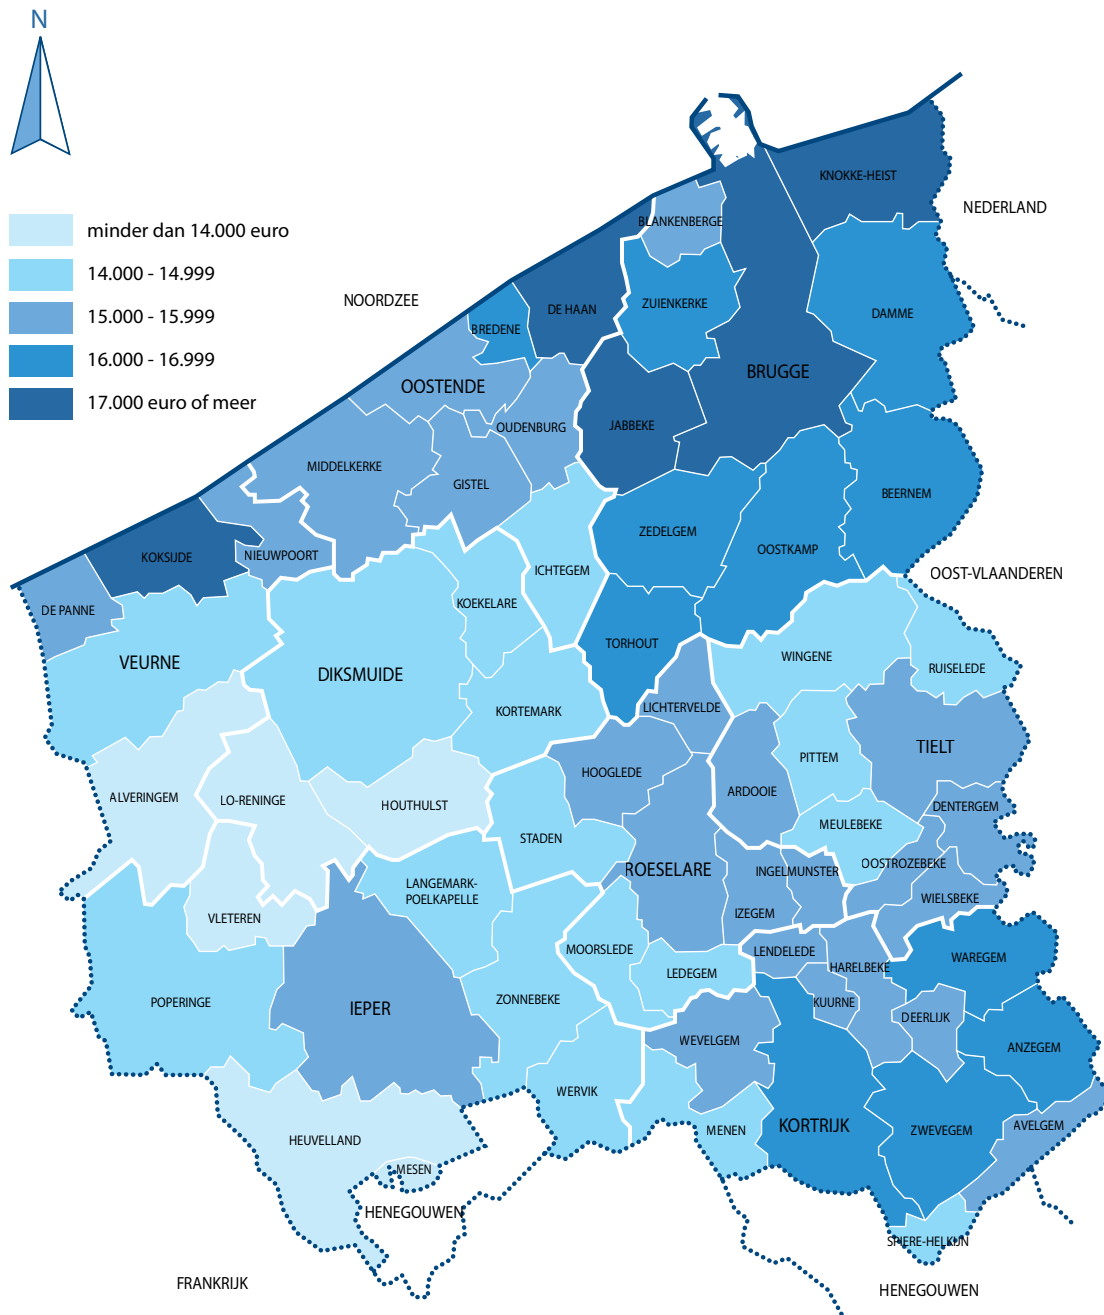 N
KNOKKE-HEIST
NEDERLAND
BLANKENBERGE
minder dan 14.000 euro
14.000 - 14.999
15.000 - 15.999
16.000 - 16.999
17.000 euro of meer
NOORDZEE
ZUIENKERKE
DE HAAN
DAMME
BREDENE
BRUGGE
OOSTENDE
OUDENBURG
JABBEKE
MIDDELKERKE
GISTEL
BEERNEM
ZEDELGEM
OOSTKAMP
KOKSIJDE
NIEUWPOORT
ICHTEGEM
OOST-VLAANDEREN
DE PANNE
KOEKELARE
TORHOUT
VEURNE
DIKSMUIDE
WINGENE
RUISELEDE
KORTEMARK
LICHTERVELDE
TIELT
PITTEM
HOOGLEDE
ARDOOIE
ALVERINGEM
LO-RENINGE
HOUTHULST
DENTERGEM
MEULEBEKE
STADEN
OOSTROZEBEKE
ROESELARE
INGELMUNSTER
LANGEMARK-
POELKAPELLE
WIELSBEKE
IZEGEM
VLETEREN
MOORSLEDE
LENDELEDE
WAREGEM
HARELBEKE
LEDEGEM
POPERINGE
IEPER
ZONNEBEKE
KUURNE
DEERLIJK
WEVELGEM
ANZEGEM
WERVIK
MENEN
KORTRIJK
ZWEVEGEM
AVELGEM
HEUVELLAND
MESEN
HENEGOUWEN
SPIERE-HELKIJN
FRANKRIJK
HENEGOUWEN